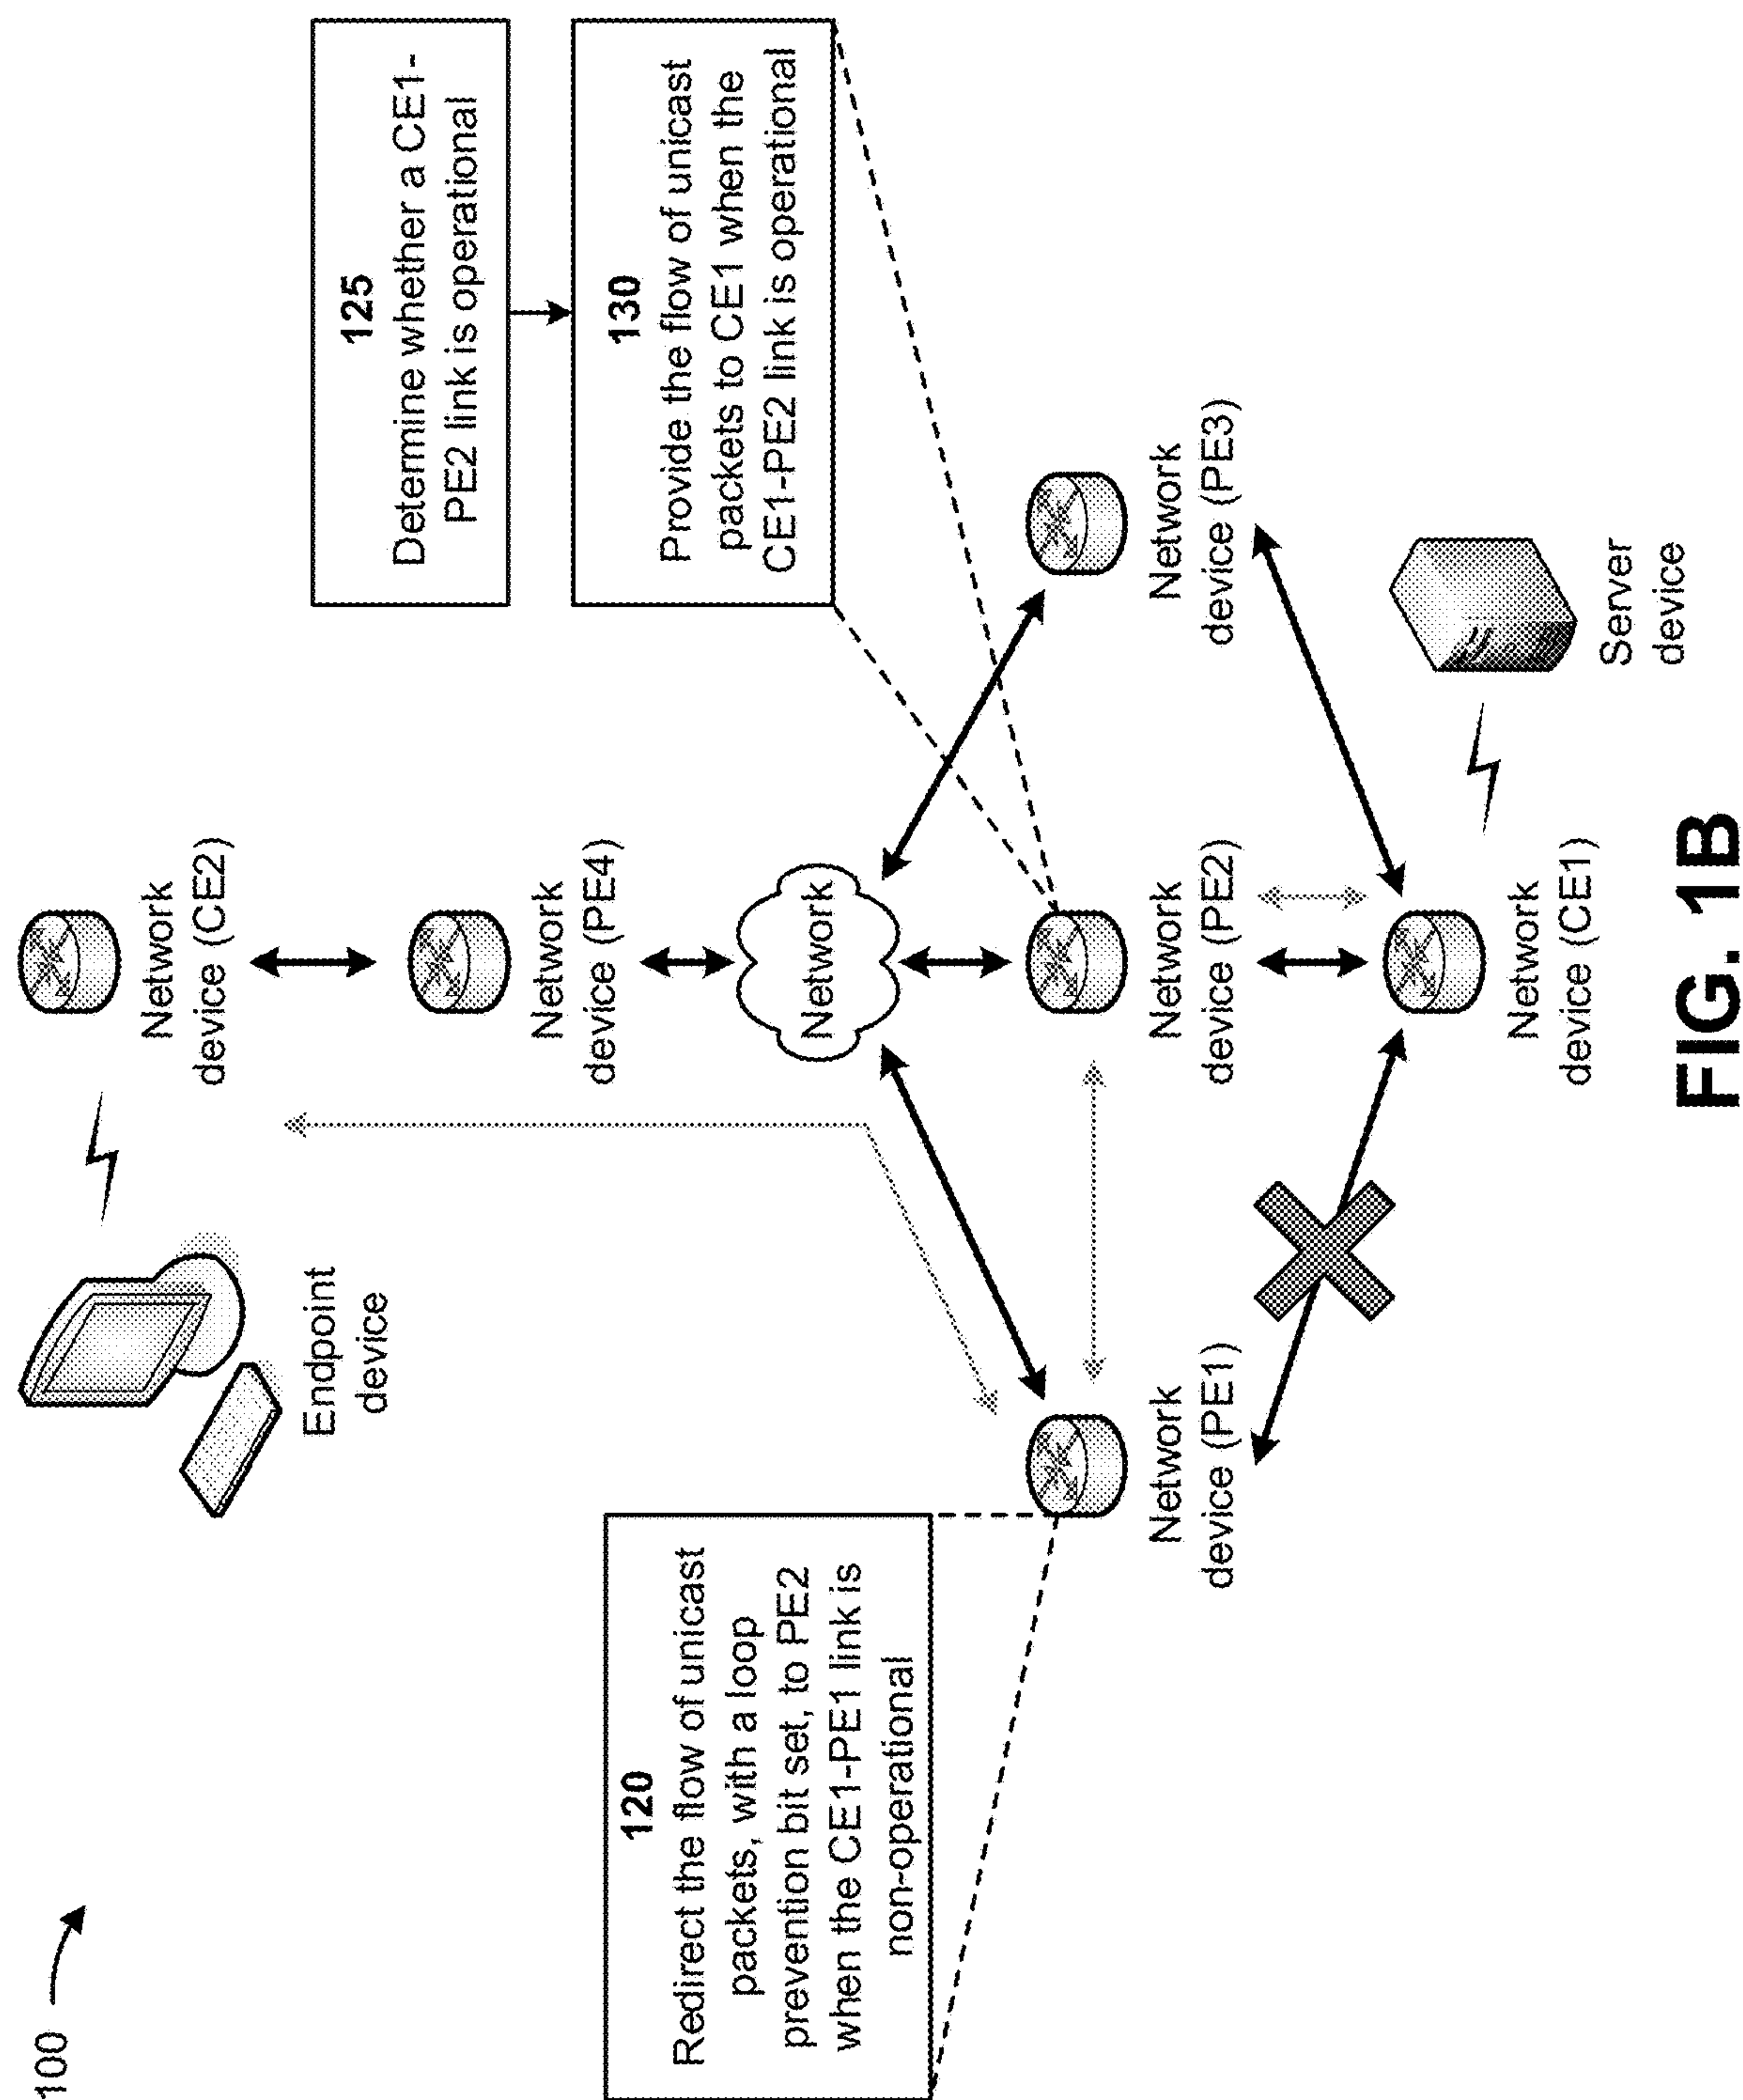 100
Network
device (CE2)
Endpoint
device
125
Determine whether a CE1-
PE2 link is operational
Network
device (PE4)
120
Redirect the flow of unicast
packets, with a loop
prevention bit set, to PE2
when the CE1-PE1 link is
non-operational
130
Provide the flow of unicast
packets to CE1 when the
CE1-PE2 link is operational
Network
Network
device (PE1)
Network
device (PE2)
Network
device (PE3)
Network
device (CE1)
Server
device
FIG. 1B